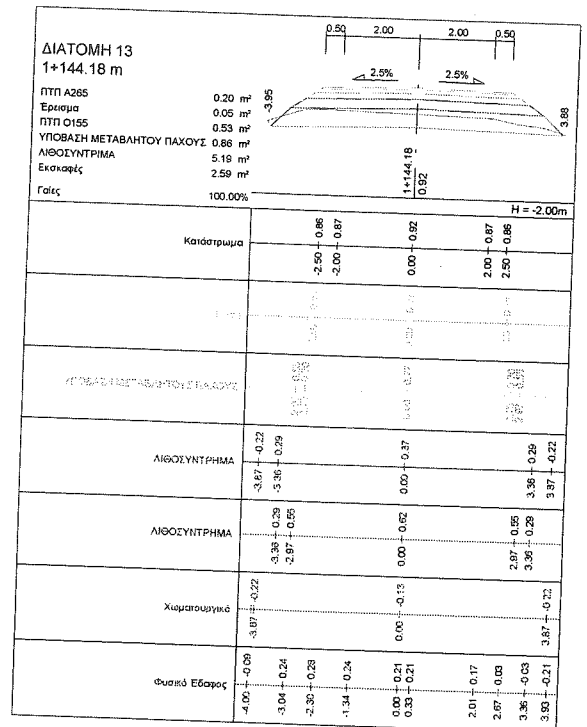 0.50 2.00 2.00 0.50
ΔΙΑΤΟΜΗ 13
1+144.18 m
2.5% 2.5%
ΠΤΠ Α265 0.20 m²
Έρεισμα 0.05 m²
ΠΤΠ Ο155 0.53 m²
ΥΠΟΒΑΣΗ ΜΕΤΑΒΛΗΤΟΥ ΠΑΧΟΥΣ 0.86 m²
ΛΙΘΟΣΥΝΤΡΙΜΑ 5.19 m²
Εκσκαφές 2.59 m²
Γαίες 100.00%
-3.95
3.88
1+144.18
0.92
H = -2.00m
Κατάστρωμα
0.86 0.87 0.92 0.87 0.86
-2.50 -2.00 0.00 2.00 2.50
ΥΠΟΒΑΣΗ ΜΕΤΑΒΛΗΤΟΥ ΠΑΧΟΥΣ
ΛΙΘΟΣΥΝΤΡΗΜΑ
-0.22 0.29 0.37 0.29 -0.22
-3.87 -3.36 0.00 3.36 3.87
ΛΙΘΟΣΥΝΤΡΗΜΑ
0.29 0.55 0.62 0.55 0.29
-3.36 -2.97 0.00 2.97 3.36
Χωματουργικά
-0.22 -0.13 -0.22
-3.87 0.00 3.87
Φυσικό Έδαφος
-0.09 0.24 0.28 0.24 0.21 0.21 0.17 0.03 -0.03 -0.21
-4.00 -3.04 -2.30 -1.34 0.00 0.33 2.01 2.67 3.36 3.93